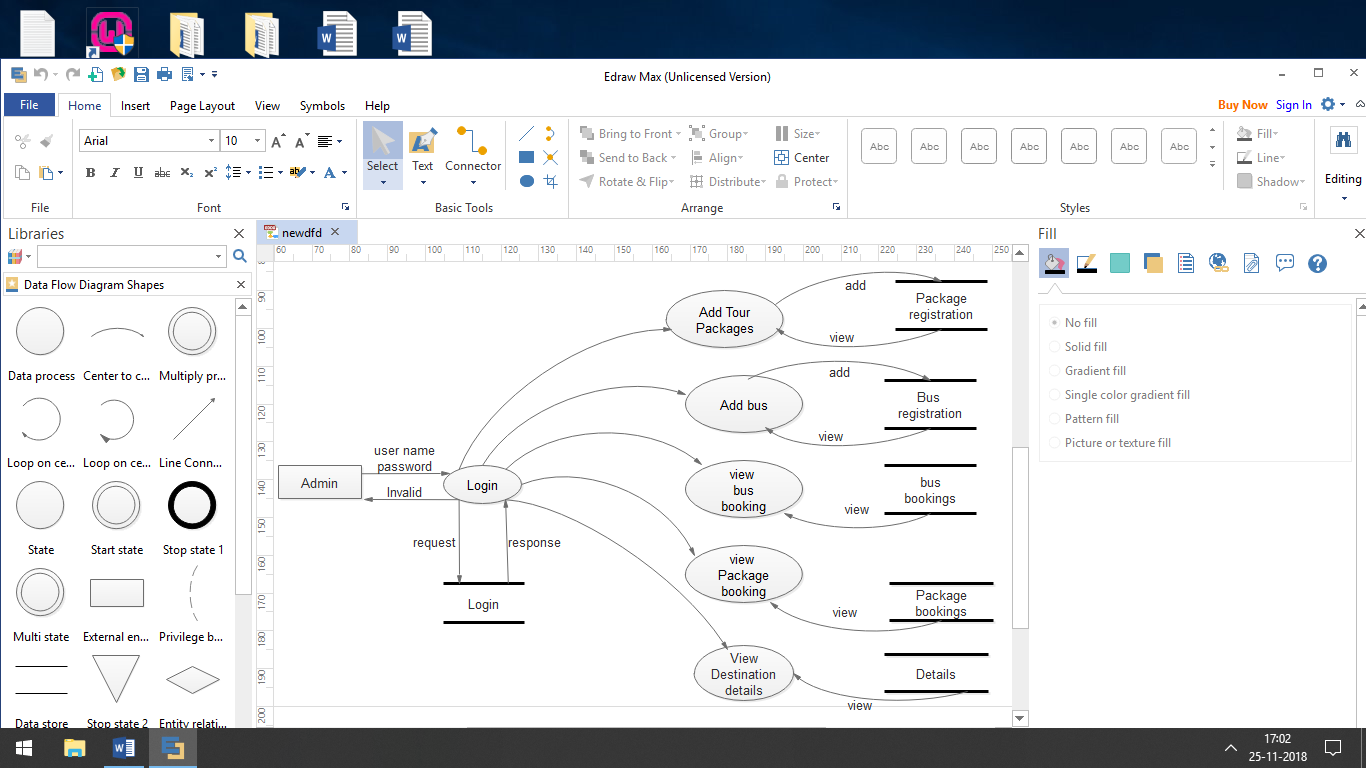 Edraw Max (Unlicensed Version)
File Home Insert Page Layout View Symbols Help
Buy Now Sign In
Arial 10
Select Text Connector
Bring to Front Group Size
Send to Back Align Center
Rotate & Flip Distribute Protect
Abc Abc Abc Abc Abc Abc Abc
Fill
Line
Shadow
Editing
File Font Basic Tools Arrange Styles
Libraries
newdfd
Fill
60 70 80 90 100 110 120 130 140 150 160 170 180 190 200 210 220 230 240 250
90
100
110
120
130
140
150
160
170
180
190
200
Data Flow Diagram Shapes
Data process Center to c... Multiply pr...
Loop on ce... Loop on ce... Line Conn...
State Start state Stop state 1
Multi state External en... Privilege b...
Data store Stop state 2 Entity relati...
Admin
user name
password
Invalid
Login
request
response
Login
Add Tour
Packages
add
view
Package
registration
Add bus
add
view
Bus
registration
view
bus
booking
view
bus
bookings
view
Package
booking
view
Package
bookings
View
Destination
details
view
Details
No fill
Solid fill
Gradient fill
Single color gradient fill
Pattern fill
Picture or texture fill
17:02
25-11-2018